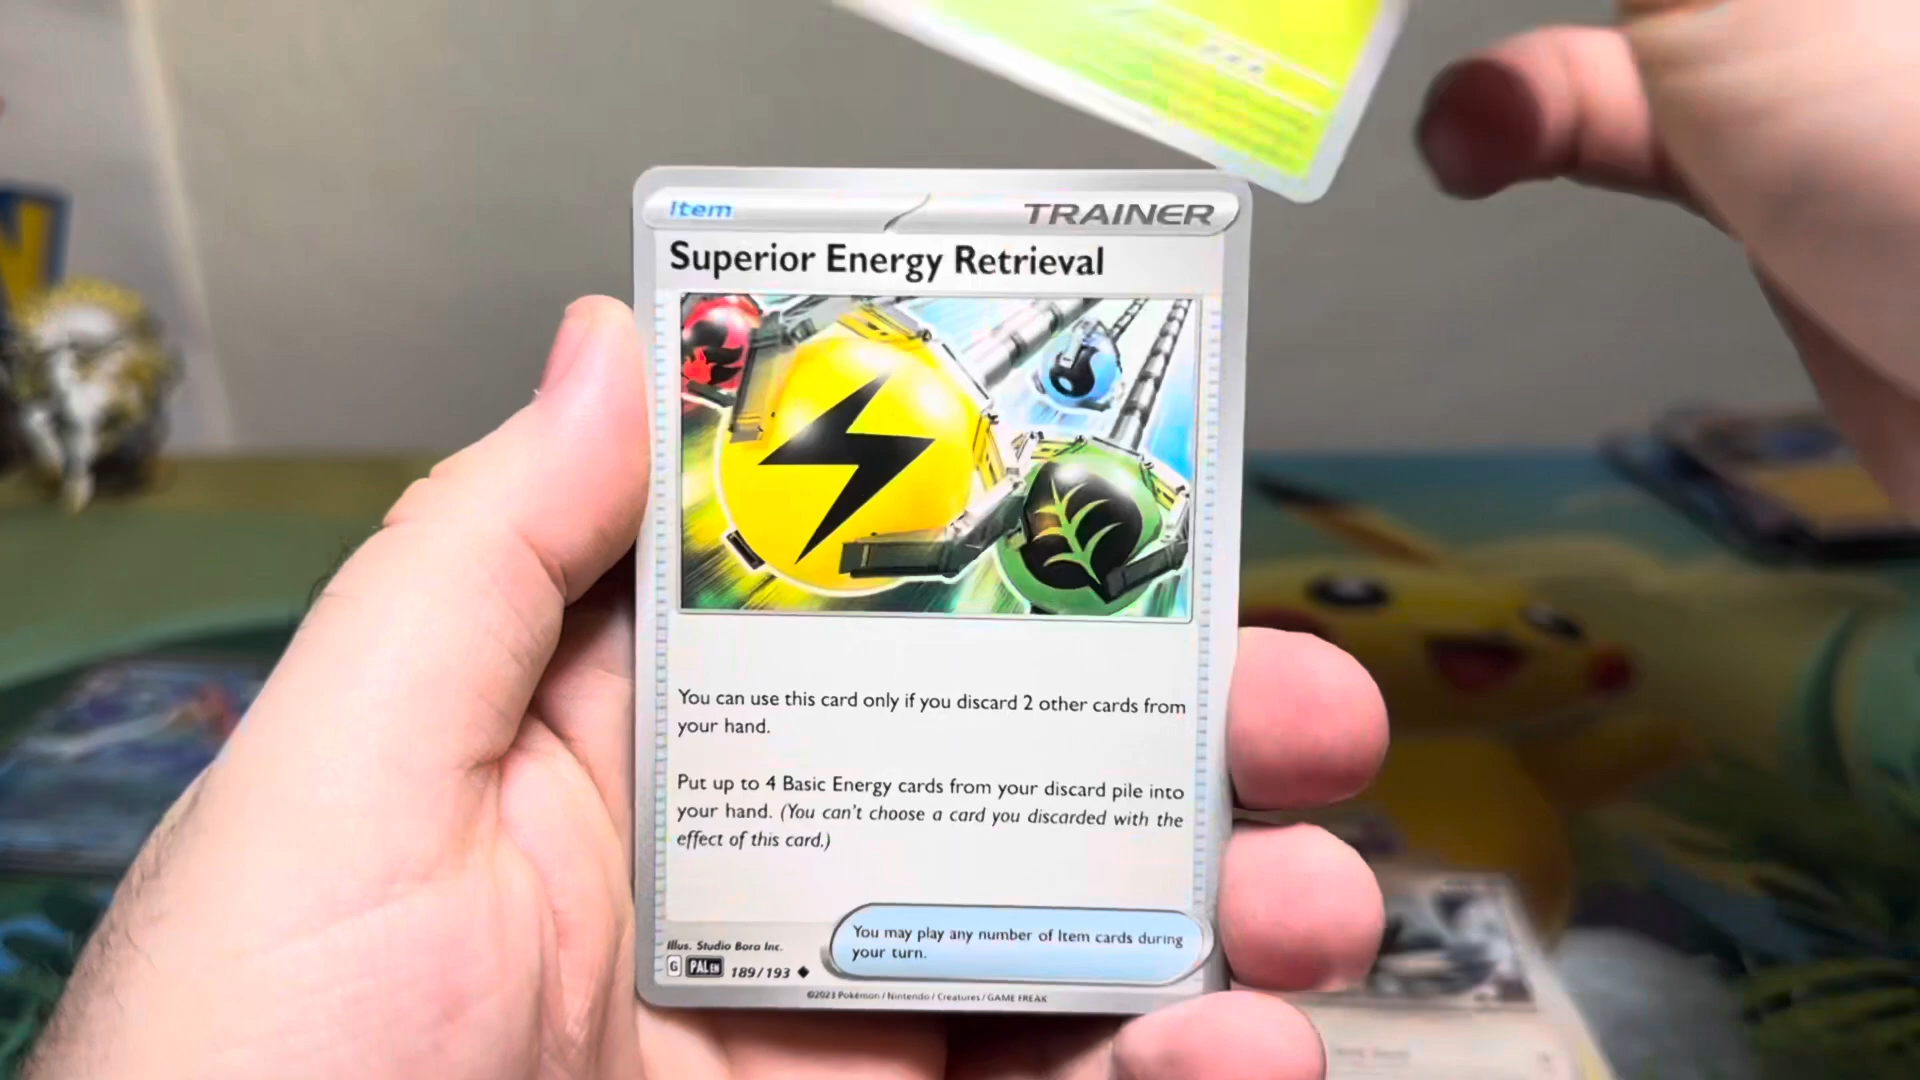 Item
TRAINER
Superior Energy Retrieval
You can use this card only if you discard 2 other cards from
your hand.
Put up to 4 Basic Energy cards from your discard pile into
your hand. (You can't choose a card you discarded with the
effect of this card.)
You may play any number of Item cards during
your turn.
Illus. Studio Bora Inc.
G PAL EN 189/193
©2023 Pokémon / Nintendo / Creatures / GAME FREAK